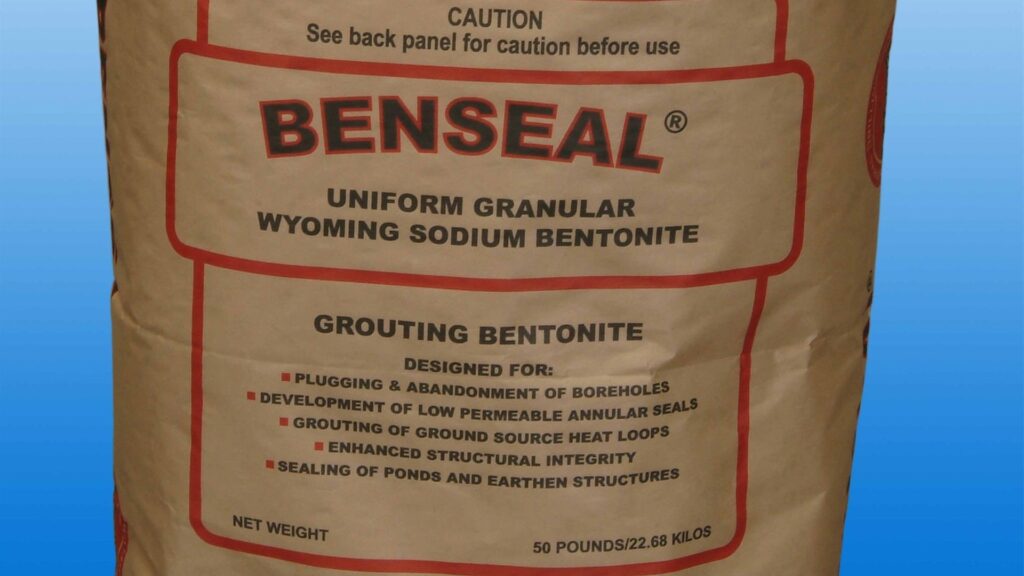 CAUTION
See back panel for caution before use
BENSEAL®
UNIFORM GRANULAR
WYOMING SODIUM BENTONITE
GROUTING BENTONITE
DESIGNED FOR:
▪ PLUGGING & ABANDONMENT OF BOREHOLES
▪ DEVELOPMENT OF LOW PERMEABLE ANNULAR SEALS
▪ GROUTING OF GROUND SOURCE HEAT LOOPS
▪ ENHANCED STRUCTURAL INTEGRITY
▪ SEALING OF PONDS AND EARTHEN STRUCTURES
NET WEIGHT
50 POUNDS/22.68 KILOS